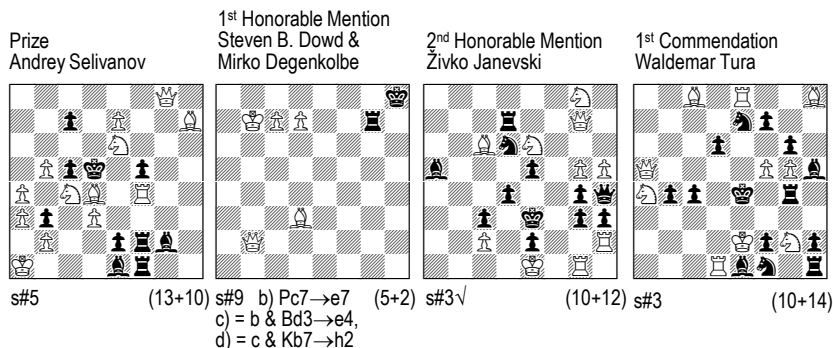 Prize
Andrey Selivanov
s#5 (13+10)
1st Honorable Mention
Steven B. Dowd &
Mirko Degenkolbe
s#9 b) Pc7→e7 (5+2)
c) = b & Bd3→e4,
d) = c & Kb7→h2
2nd Honorable Mention
Živko Janevski
s#3√ (10+12)
1st Commendation
Waldemar Tura
s#3 (10+14)